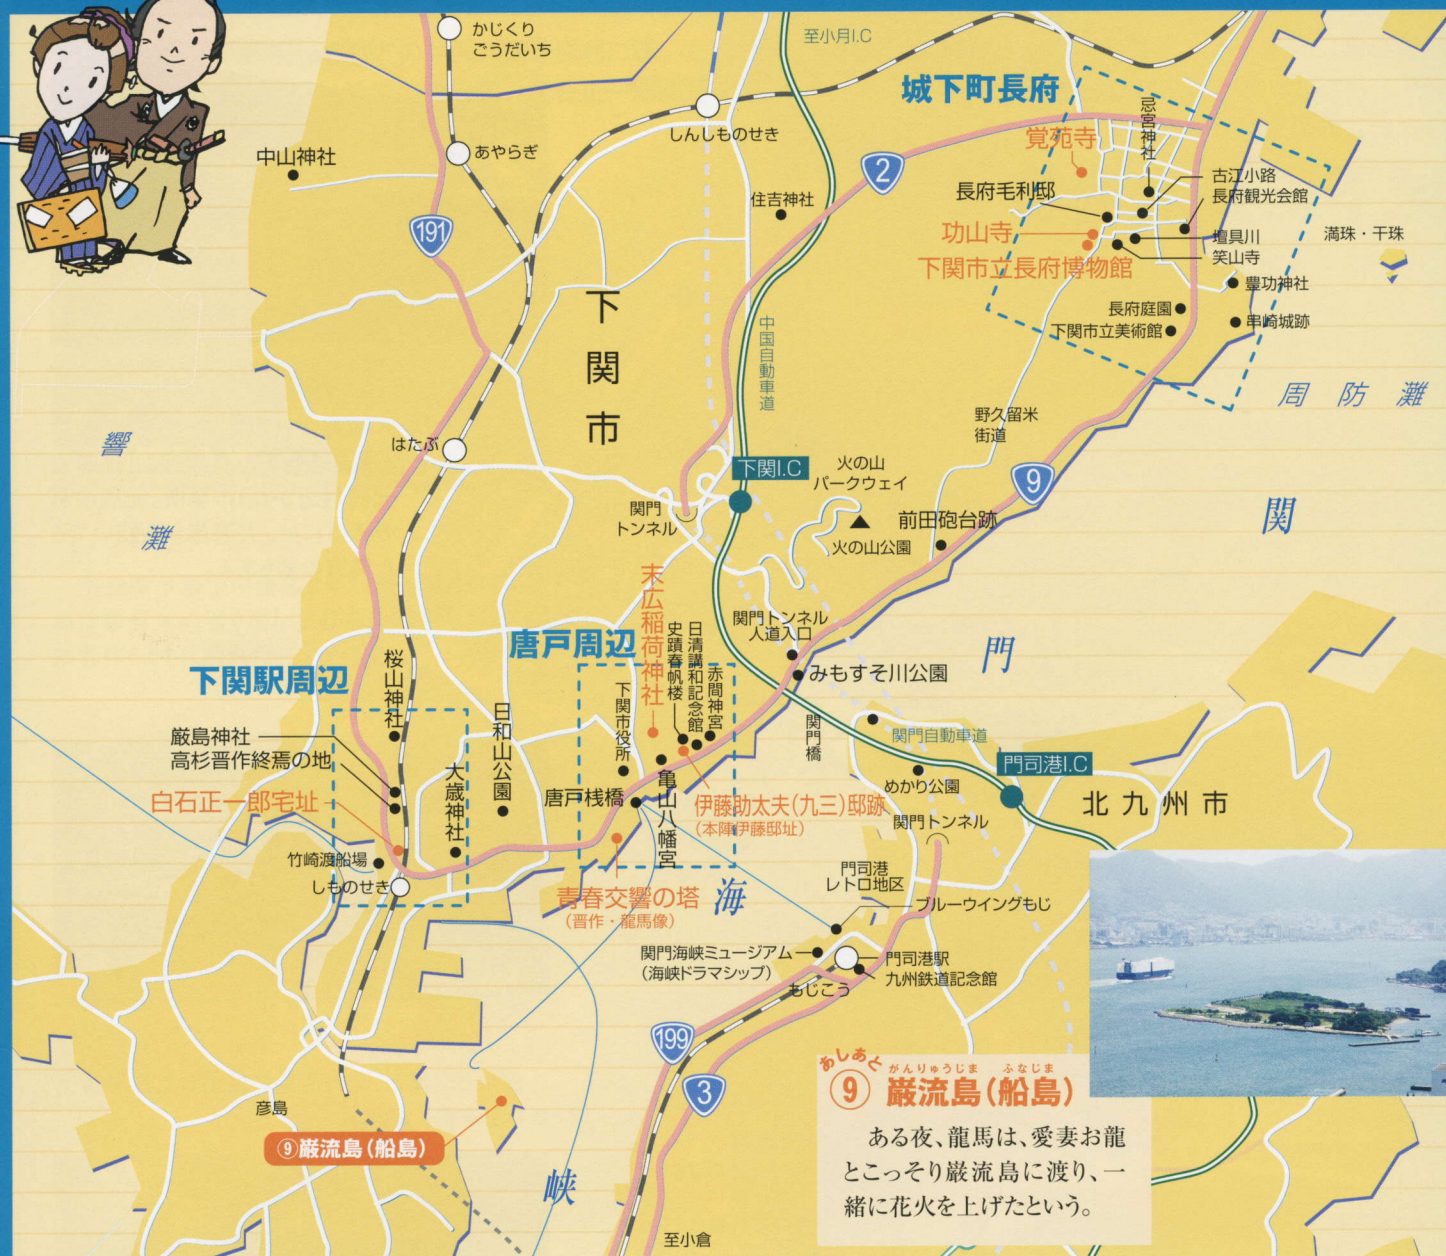 かじくり
ごうだいち
至小月I.C
城下町長府
しんしものせき
あやらぎ
中山神社
忌宮神社
覚苑寺
2
古江小路
長府毛利邸
長府観光会館
住吉神社
191
功山寺
壇具川
満珠・干珠
笑山寺
下関市立長府博物館
豊功神社
長府庭園
串崎城跡
下関市立美術館
下関市
中国自動車道
周防灘
野久留米
街道
響灘
はたぶ
下関I.C
火の山
パークウェイ
9
関門
トンネル
前田砲台跡
火の山公園
関門海峡
末広稲荷神社
関門トンネル
人道入口
唐戸周辺
日清講和記念館
史蹟春帆楼
赤間神宮
下関駅周辺
桜山神社
みもすそ川公園
下関市役所
日和山公園
関門橋
関門自動車道
厳島神社
高杉晋作終焉の地
大歳神社
門司港I.C
めかり公園
白石正一郎宅址
唐戸桟橋
亀山八幡宮
伊藤助太夫(九三)邸跡
(本陣伊藤邸址)
北九州市
関門トンネル
竹崎渡船場
しものせき
門司港
レトロ地区
青春交響の塔
(晋作・龍馬像)
ブルーウイングもじ
関門海峡ミュージアム
(海峡ドラマシップ)
門司港駅
九州鉄道記念館
もじこう
199
3
彦島
⑨巌流島(船島)
あしあと
がんりゅうじま ふなじま
⑨ 巌流島(船島)
ある夜、龍馬は、愛妻お龍
とこっそり巌流島に渡り、一
緒に花火を上げたという。
至小倉